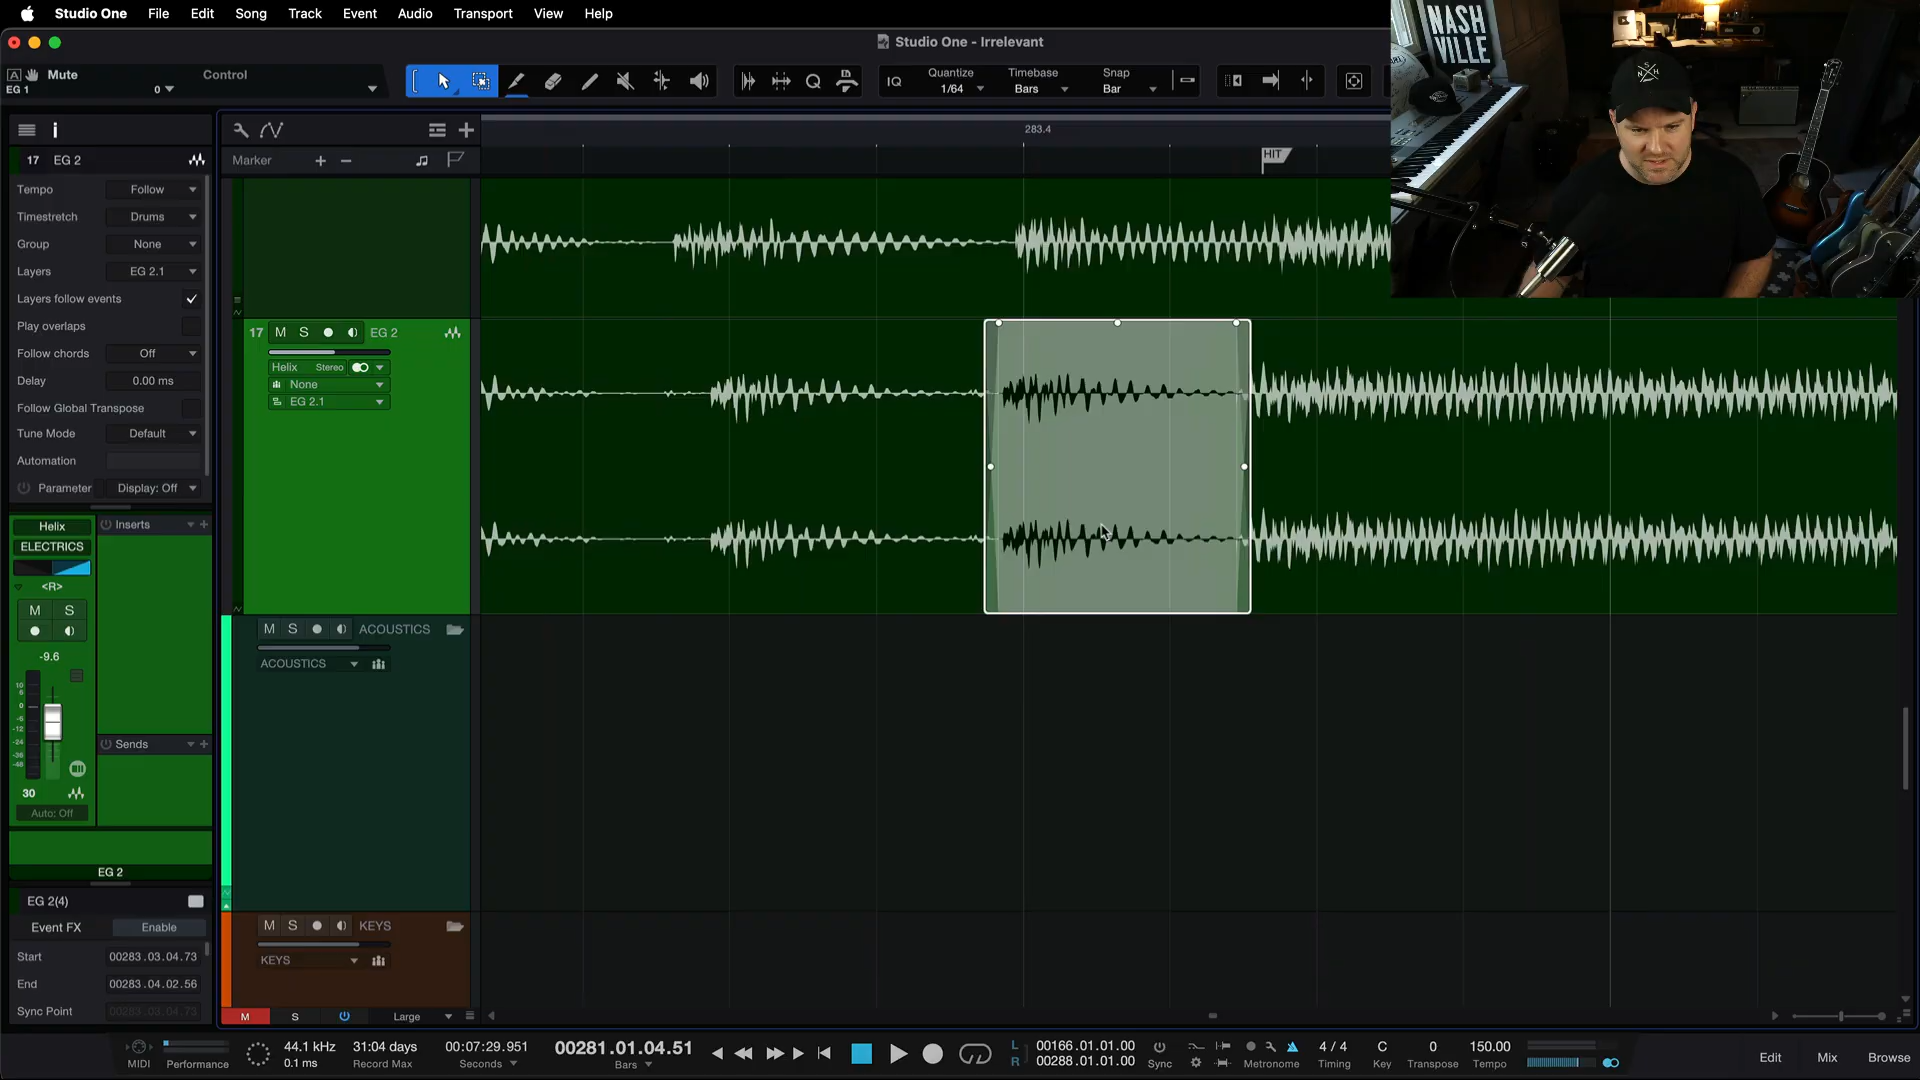 Studio One File Edit Song Track Event Audio Transport View Help
Studio One - Irrelevant
NASH
VILLE
Mute
Control
EG 1
0
IQ
Quantize
1/64
Timebase
Bars
Snap
Bar
283.4
Marker
HIT
17 EG 2
Tempo Follow
Timestretch Drums
Group None
Layers EG 2.1
Layers follow events
Play overlaps
Follow chords Off
Delay 0.00 ms
Follow Global Transpose
Tune Mode Default
Automation
Parameter Display: Off
17 M S EG 2
Helix Stereo
None
EG 2.1
Helix
Inserts
ELECTRICS
<R>
M S
-9.6
Sends
30
Auto: Off
EG 2
EG 2(4)
Event FX Enable
Start 00283.03.04.73
End 00283.04.02.56
Sync Point 00283.03.04.73
M S ACOUSTICS
ACOUSTICS
M S KEYS
KEYS
M S Large
MIDI
Performance
44.1 kHz
0.1 ms
31:04 days
Record Max
00:07:29.951
Seconds
00281.01.04.51
Bars
L 00166.01.01.00
R 00288.01.01.00
Sync
Metronome
4 / 4
Timing
C
Key
0
Transpose
150.00
Tempo
Edit Mix Browse